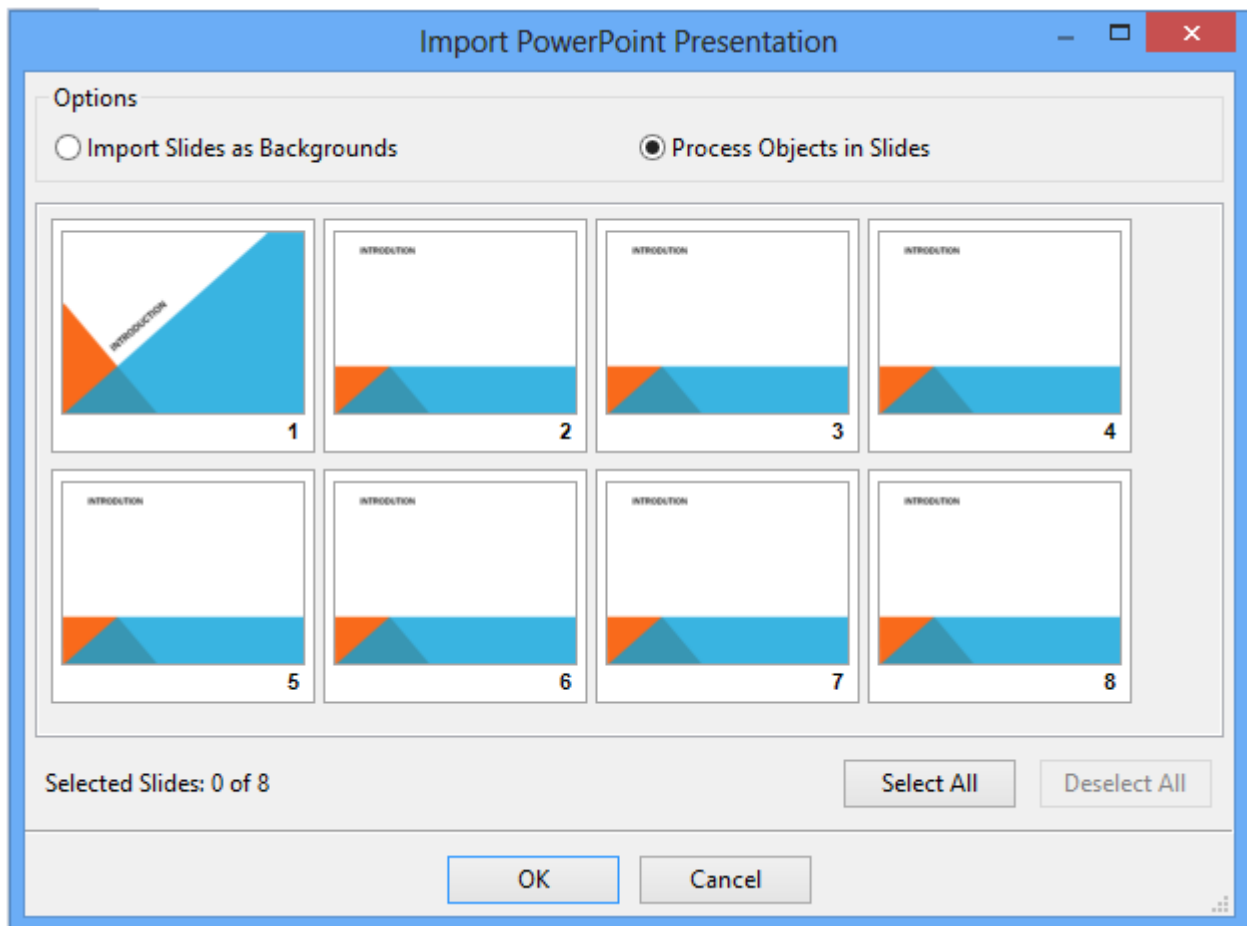 Import PowerPoint Presentation
Options
Import Slides as Backgrounds
Process Objects in Slides
INTRODUCTION
1
INTRODUTION
2
INTRODUTION
3
INTRODUTION
4
INTRODUTION
5
INTRODUTION
6
INTRODUTION
7
INTRODUTION
8
Selected Slides: 0 of 8
Select All
Deselect All
OK
Cancel